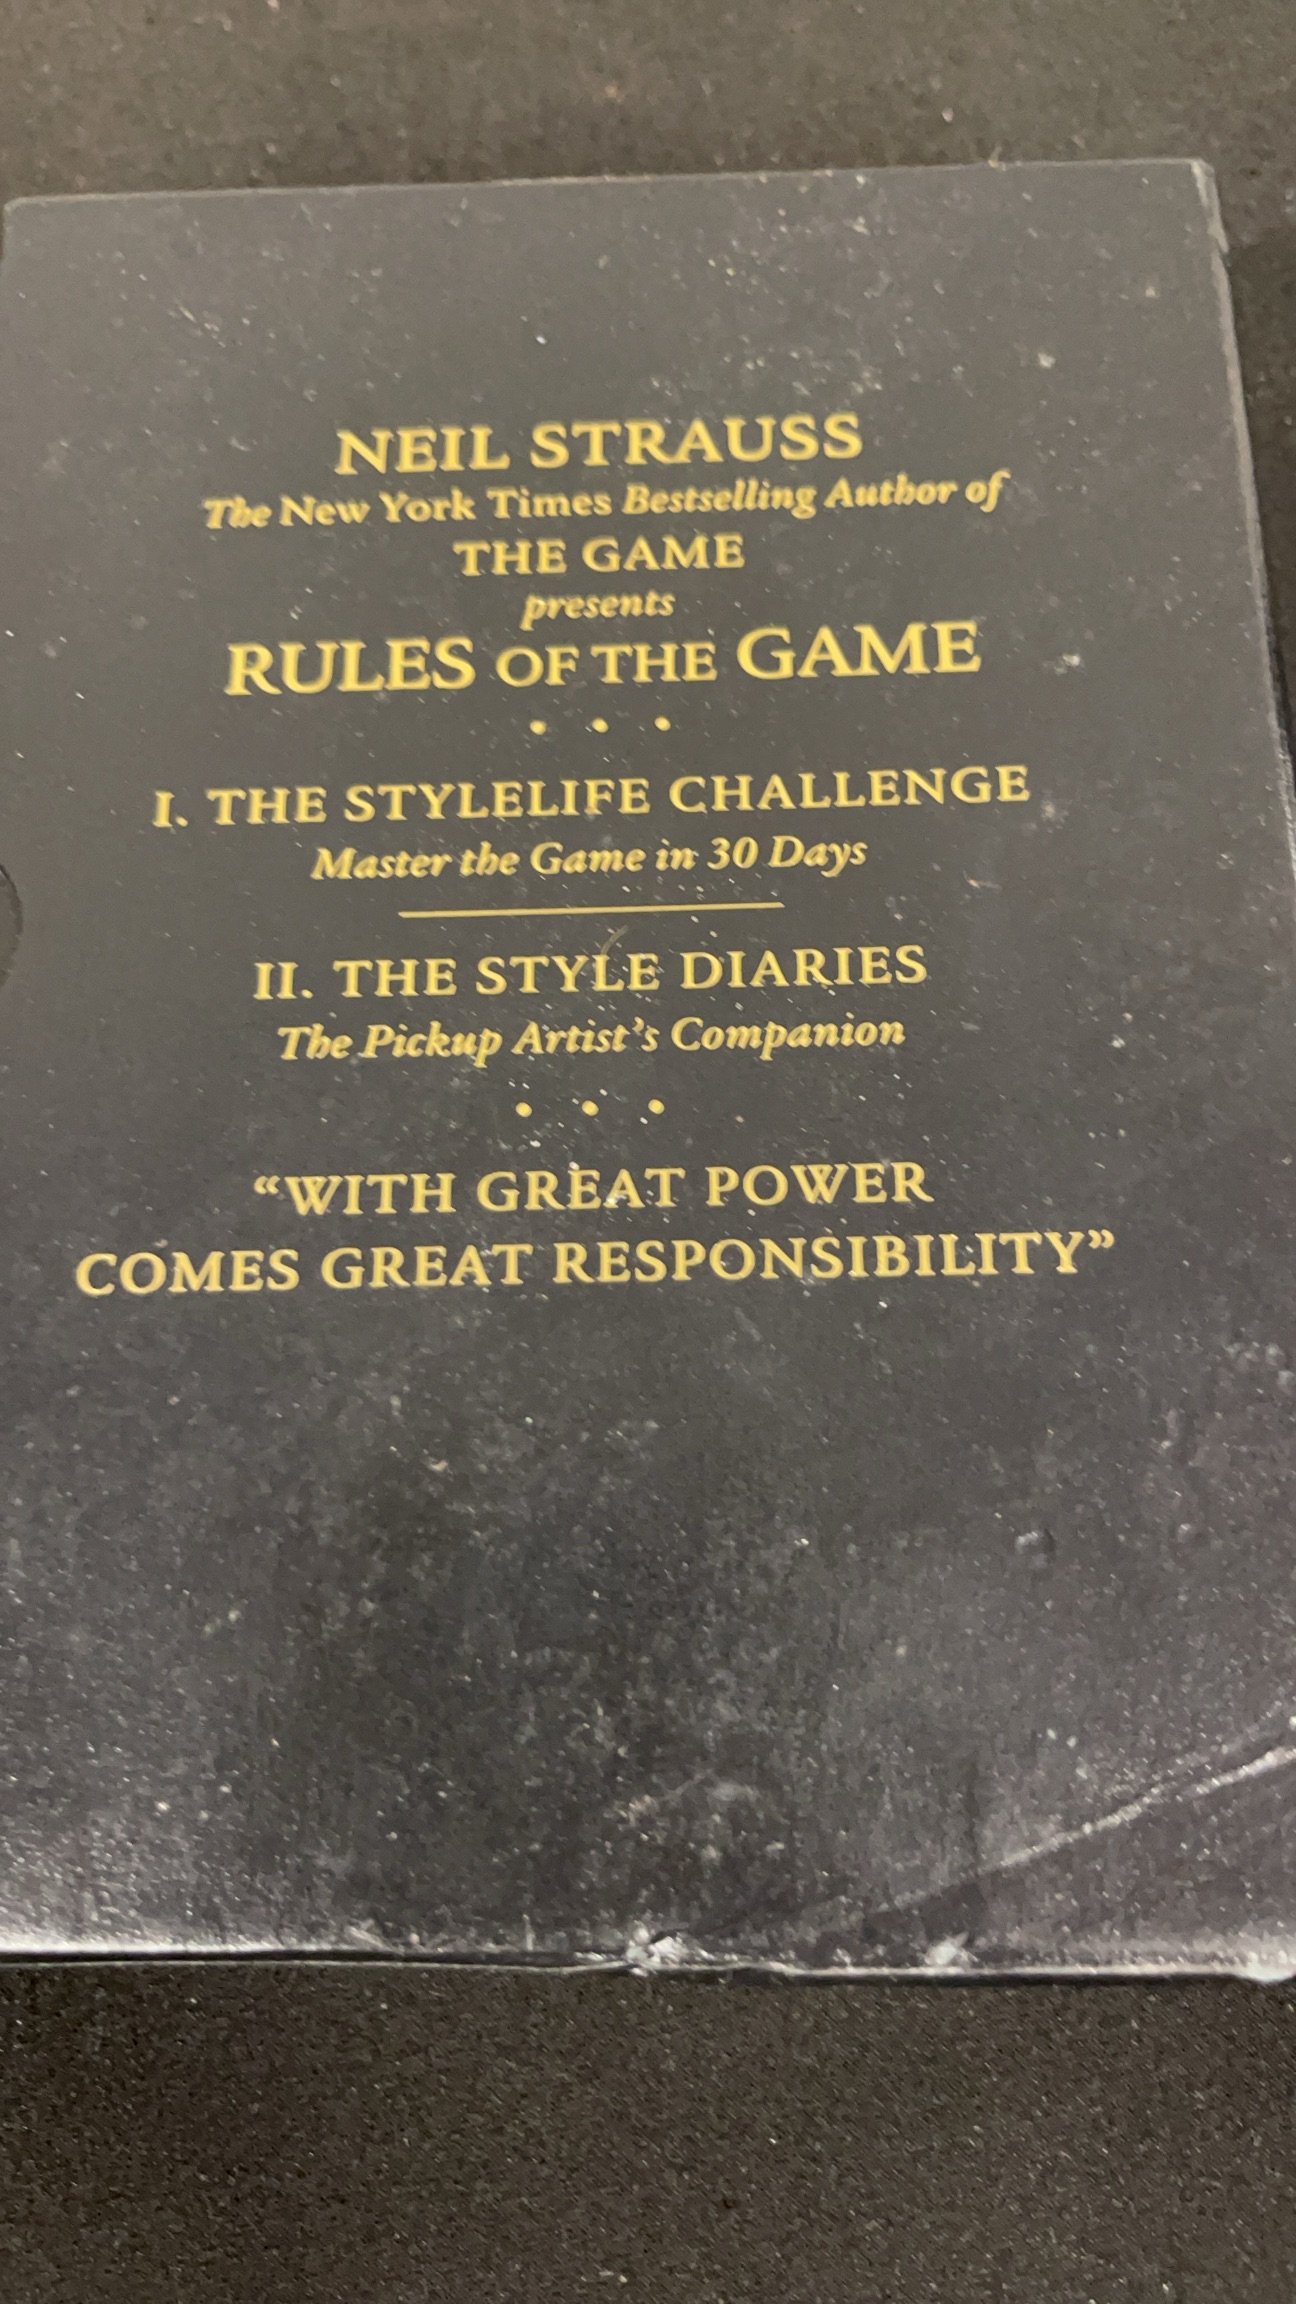 NEIL STRAUSS
The New York Times Bestselling Author of
THE GAME
presents
RULES OF THE GAME
• • •
I. THE STYLELIFE CHALLENGE
Master the Game in 30 Days
II. THE STYLE DIARIES
The Pickup Artist’s Companion
• • •
“WITH GREAT POWER
COMES GREAT RESPONSIBILITY”